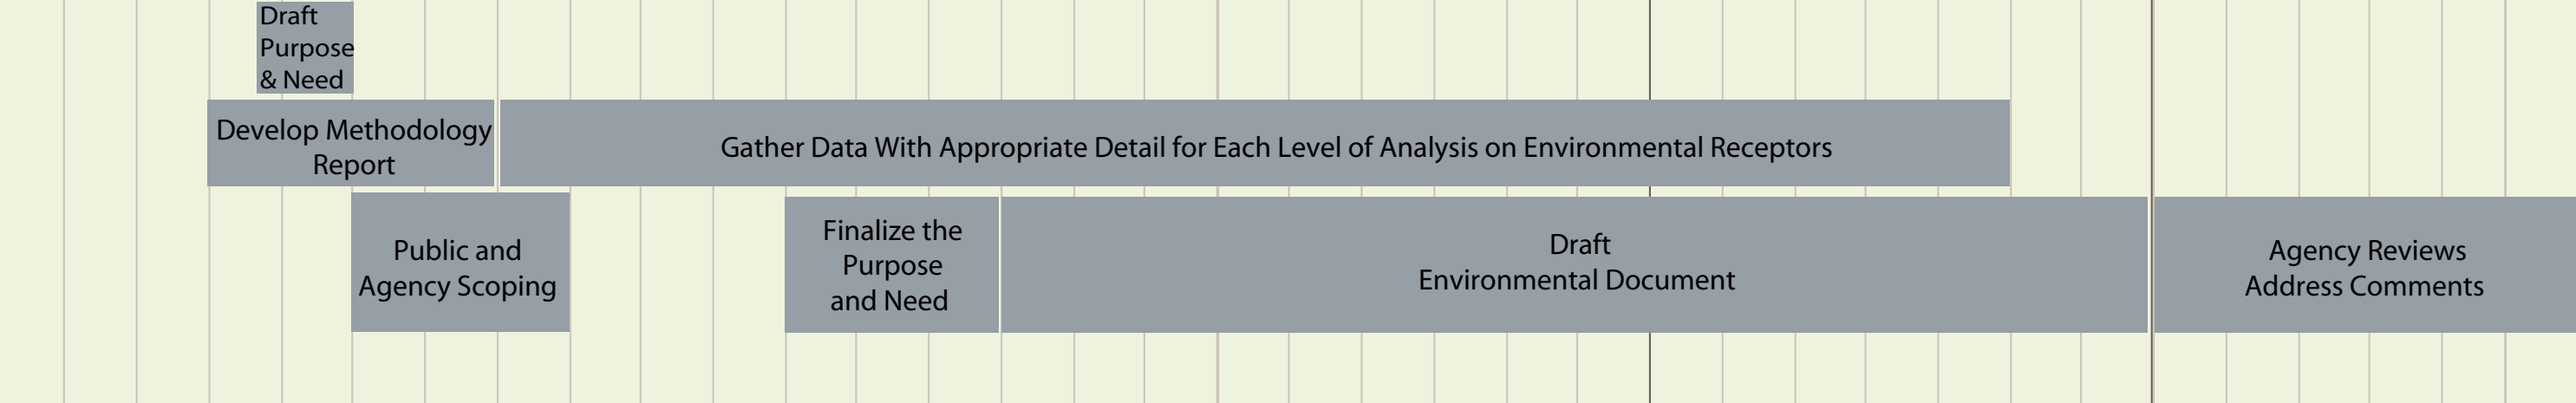 Draft
Purpose
& Need
Develop Methodology
Report
Gather Data With Appropriate Detail for Each Level of Analysis on Environmental Receptors
Public and
Agency Scoping
Finalize the
Purpose
and Need
Draft
Environmental Document
Agency Reviews
Address Comments